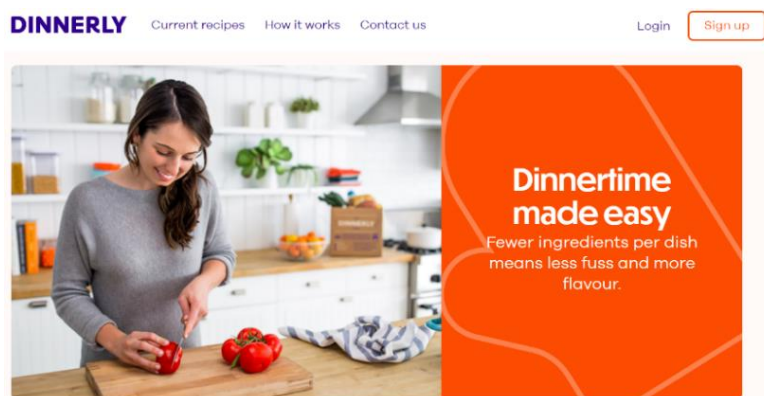 DINNERLY
Current recipes
How it works
Contact us
Login
Sign up
DINNERLY
Dinnertime
made easy
Fewer ingredients per dish
means less fuss and more
flavour.